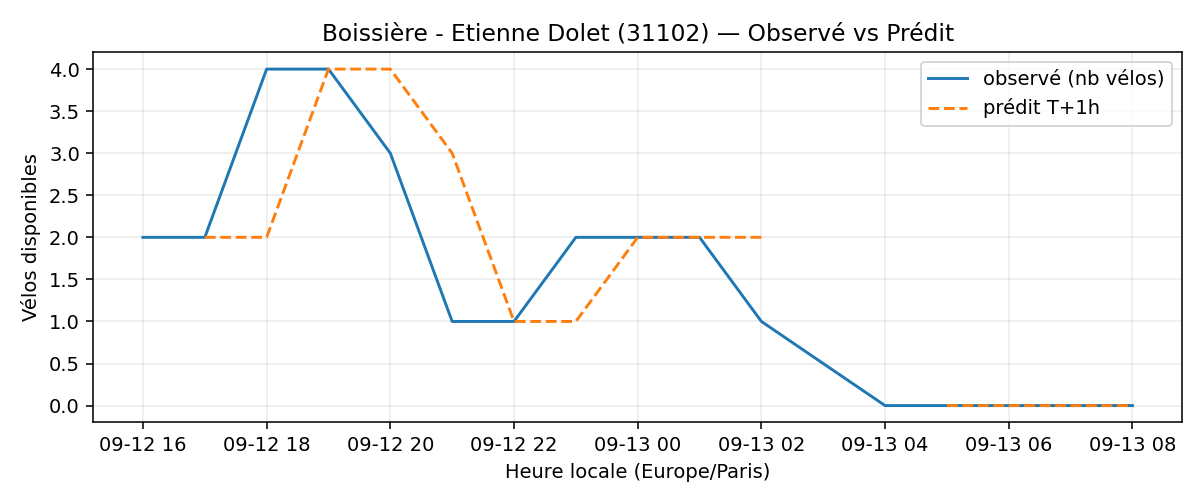 Boissière - Etienne Dolet (31102) — Observé vs Prédit
observé (nb vélos)
prédit T+1h
Vélos disponibles
4.0
3.5
3.0
2.5
2.0
1.5
1.0
0.5
0.0
09-12 16 09-12 18 09-12 20 09-12 22 09-13 00 09-13 02 09-13 04 09-13 06 09-13 08
Heure locale (Europe/Paris)